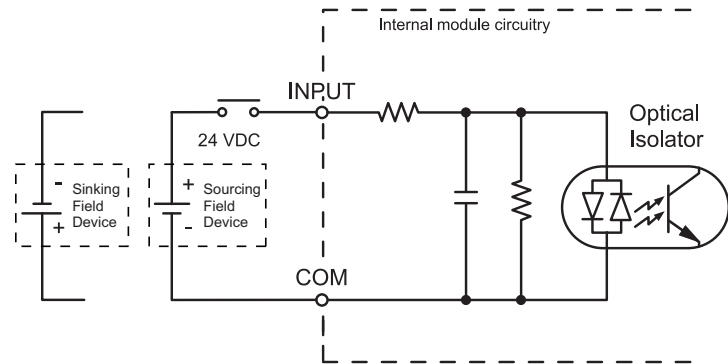 Internal module circuitry
INPUT
24 VDC
Optical
Isolator
-
Sinking
Field
Device
+
+
Sourcing
Field
Device
-
COM